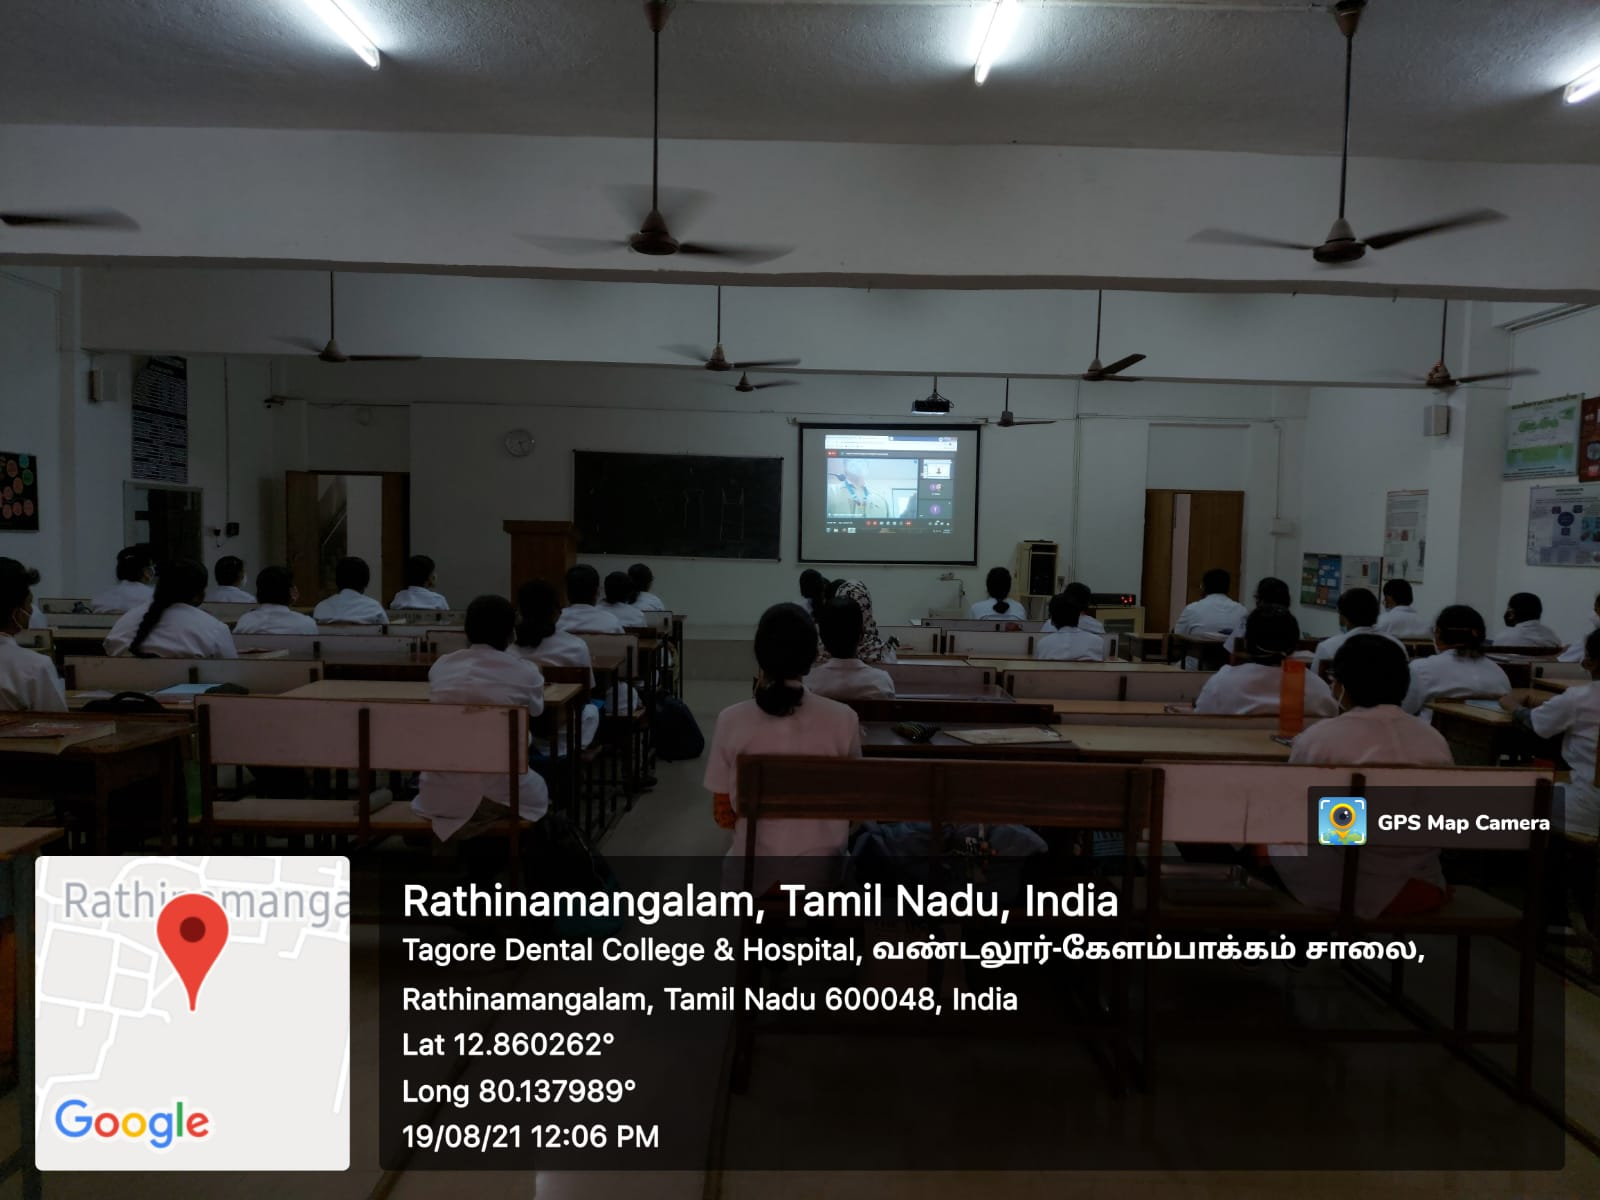 GPS Map Camera
Rathinamanga
Google
Rathinamangalam, Tamil Nadu, India
Tagore Dental College & Hospital, வண்டலூர்-கேளம்பாக்கம் சாலை,
Rathinamangalam, Tamil Nadu 600048, India
Lat 12.860262°
Long 80.137989°
19/08/21 12:06 PM